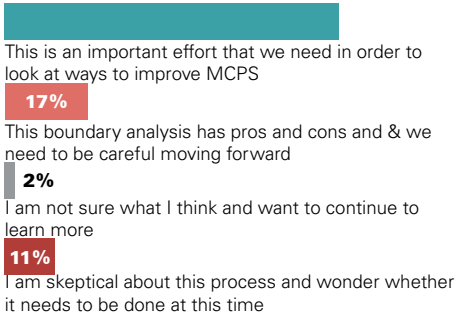 This is an important effort that we need in order to
look at ways to improve MCPS
17%
This boundary analysis has pros and cons and & we
need to be careful moving forward
2%
I am not sure what I think and want to continue to
learn more
11%
I am skeptical about this process and wonder whether
it needs to be done at this time